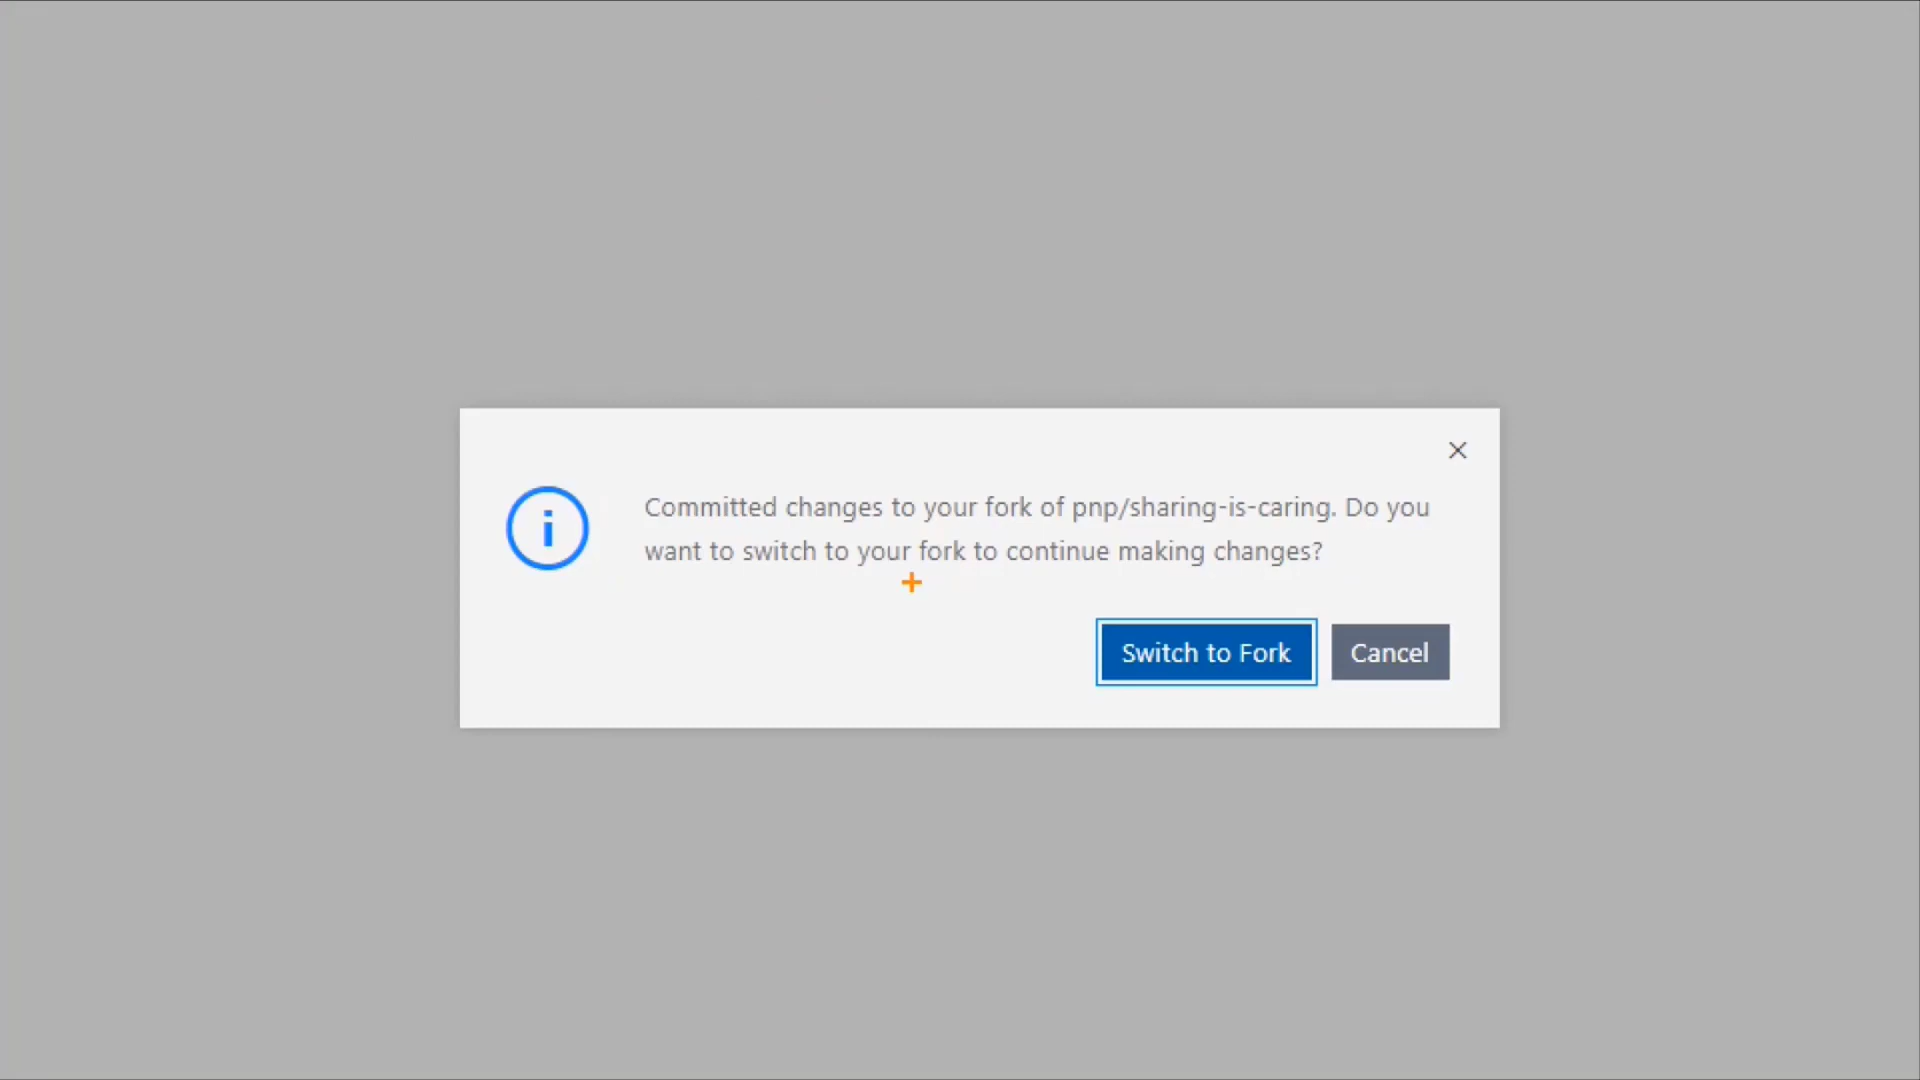 Committed changes to your fork of pnp/sharing-is-caring. Do you
want to switch to your fork to continue making changes?
Switch to Fork
Cancel